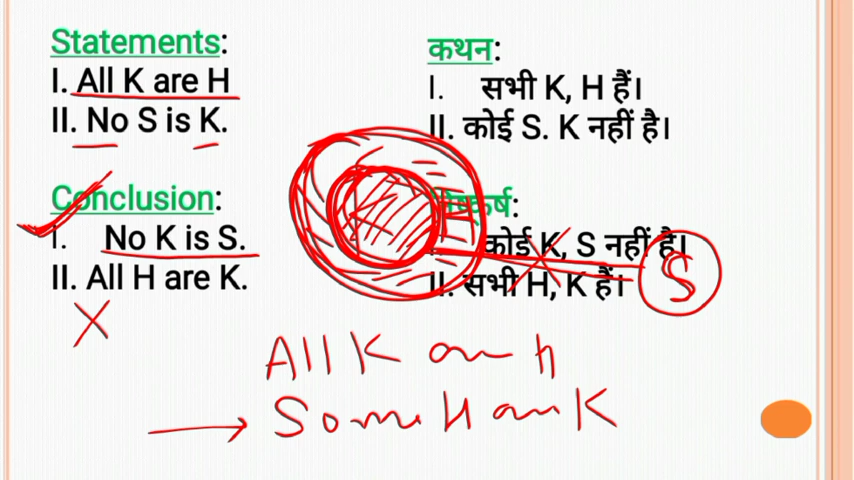 Statements:
I. All K are H
II. No S is K.
Conclusion:
I. No K is S.
II. All H are K.
कथन:
I. सभी K, H हैं।
II. कोई S. K नहीं है।
कोई K, S नहीं है।
II. सभी H, K हैं।
K
H
S
All K are h
Some H are K